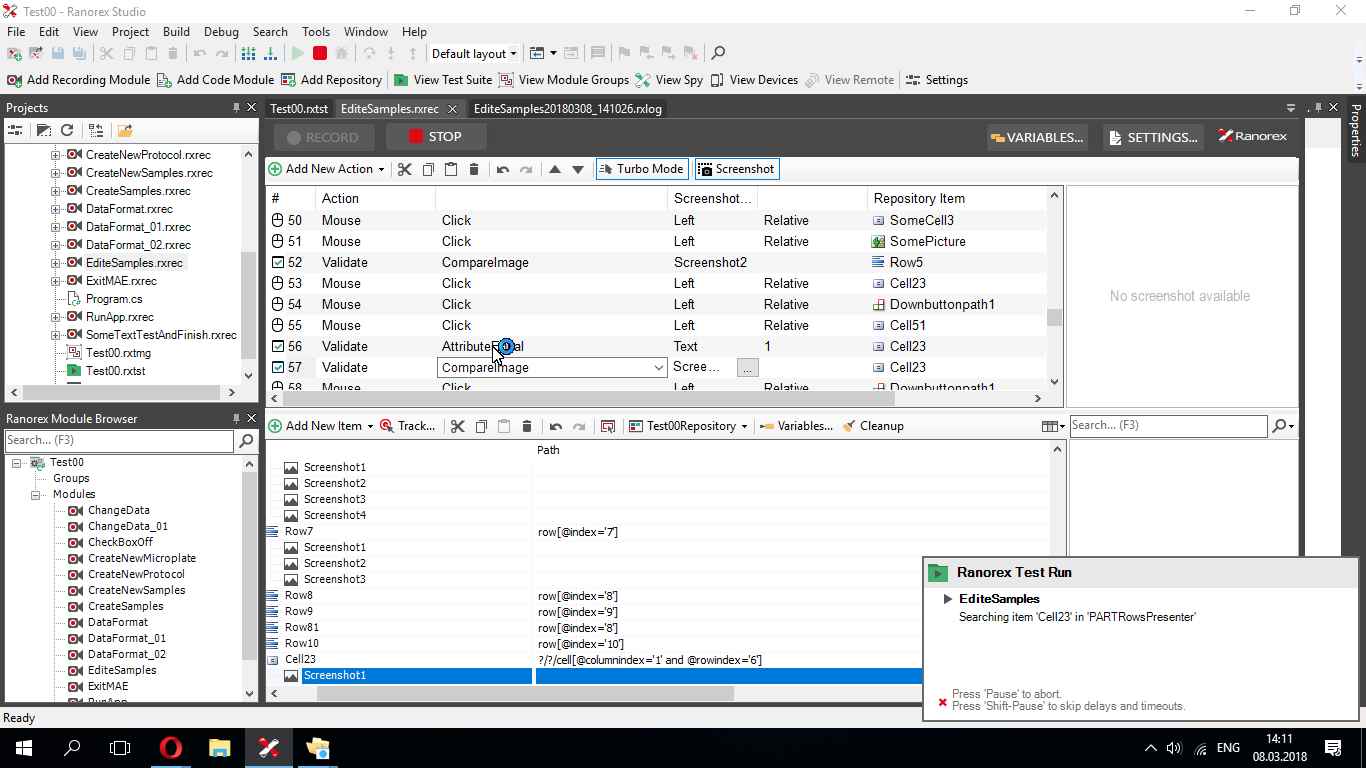 Test00 - Ranorex Studio
File Edit View Project Build Debug Search Tools Window Help
Default layout
Add Recording Module Add Code Module Add Repository View Test Suite View Module Groups View Spy View Devices View Remote Settings
Projects
CreateNewProtocol.rxrec
CreateNewSamples.rxrec
CreateSamples.rxrec
DataFormat.rxrec
DataFormat_01.rxrec
DataFormat_02.rxrec
EditeSamples.rxrec
ExitMAE.rxrec
Program.cs
RunApp.rxrec
SomeTextTestAndFinish.rxrec
Test00.rxtmg
Test00.rxtst
Ranorex Module Browser
Search... (F3)
Test00
Groups
Modules
ChangeData
ChangeData_01
CheckBoxOff
CreateNewMicroplate
CreateNewProtocol
CreateNewSamples
CreateSamples
DataFormat
DataFormat_01
DataFormat_02
EditeSamples
ExitMAE
RunApp
Test00.rxtst EditeSamples.rxrec EditeSamples20180308_141026.rxlog
RECORD STOP VARIABLES... SETTINGS... Ranorex
Add New Action Turbo Mode Screenshot
# Action Screenshot... Repository Item
50 Mouse Click Left Relative SomeCell3
51 Mouse Click Left Relative SomePicture
52 Validate CompareImage Screenshot2 Row5
53 Mouse Click Left Relative Cell23
54 Mouse Click Left Relative Downbuttonpath1
55 Mouse Click Left Relative Cell51
56 Validate Text 1 Cell23
57 Validate CompareImage Scree... ... Cell23
58 Mouse Click Left Relative Downbuttonpath1
No screenshot available
Properties
Add New Item Track... Test00Repository Variables... Cleanup Search... (F3)
Path
Screenshot1
Screenshot2
Screenshot3
Screenshot4
Row7 row[@index='7']
Screenshot1
Screenshot2
Screenshot3
Row8 row[@index='8']
Row9 row[@index='9']
Row81 row[@index='8']
Row10 row[@index='10']
Cell23 ?/?/cell[@columnindex='1' and @rowindex='6']
Screenshot1
Ranorex Test Run
EditeSamples
Searching item 'Cell23' in 'PARTRowsPresenter'
Press 'Pause' to abort.
Press 'Shift-Pause' to skip delays and timeouts.
Ready
ENG
14:11
08.03.2018